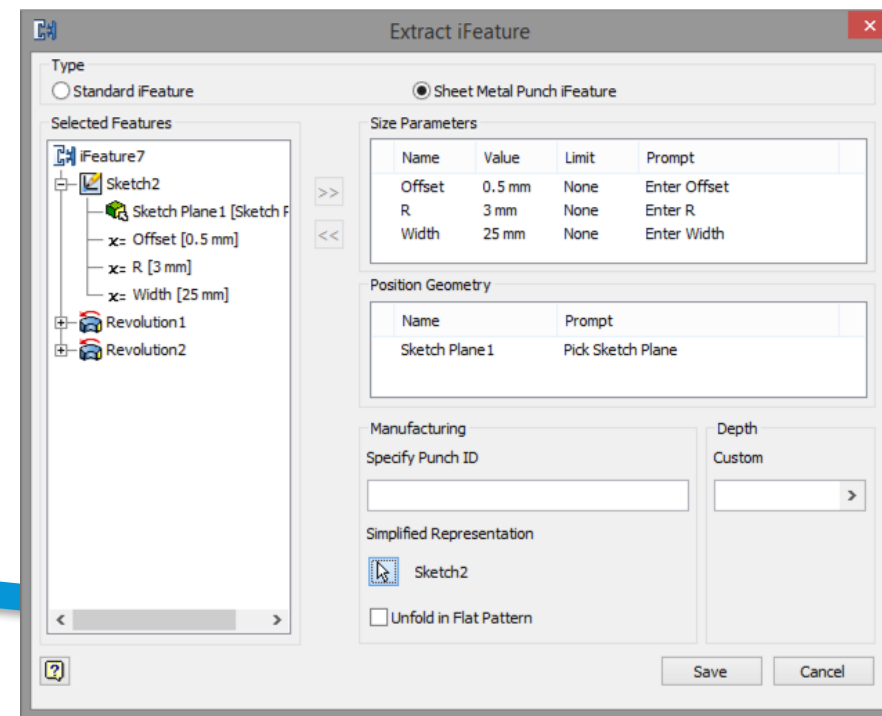 Extract iFeature
Type
Standard iFeature
Sheet Metal Punch iFeature
Selected Features
iFeature7
Sketch2
Sketch Plane1 [Sketch P
x= Offset [0.5 mm]
x= R [3 mm]
x= Width [25 mm]
Revolution1
Revolution2
>>
<<
Size Parameters
Name Value Limit Prompt
Offset 0.5 mm None Enter Offset
R 3 mm None Enter R
Width 25 mm None Enter Width
Position Geometry
Name Prompt
Sketch Plane1 Pick Sketch Plane
Manufacturing
Specify Punch ID
Simplified Representation
Sketch2
Unfold in Flat Pattern
Depth
Custom
Save Cancel